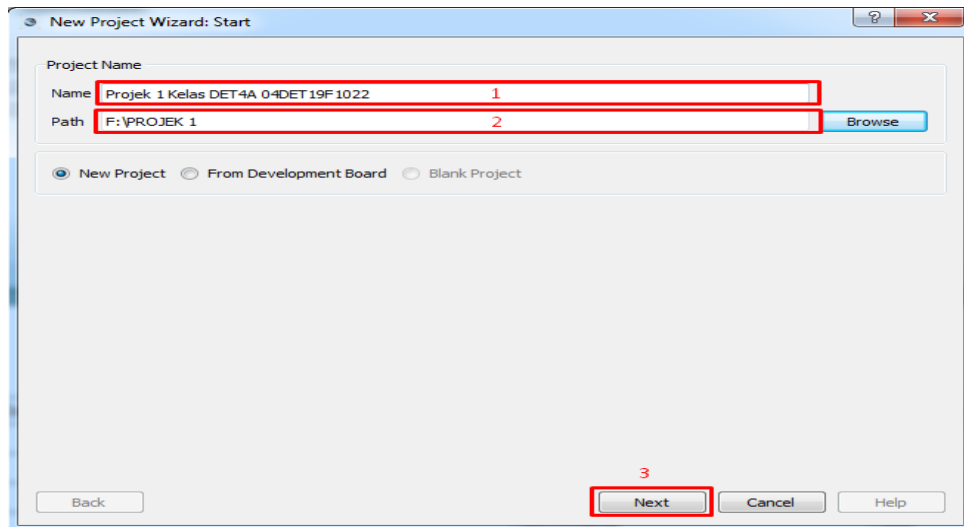 New Project Wizard: Start
?
Project Name
Name Projek 1 Kelas DET4A 04DET19F1022 1
Path F:\PROJEK 1 2 Browse
New Project From Development Board Blank Project
3
Back Next Cancel Help